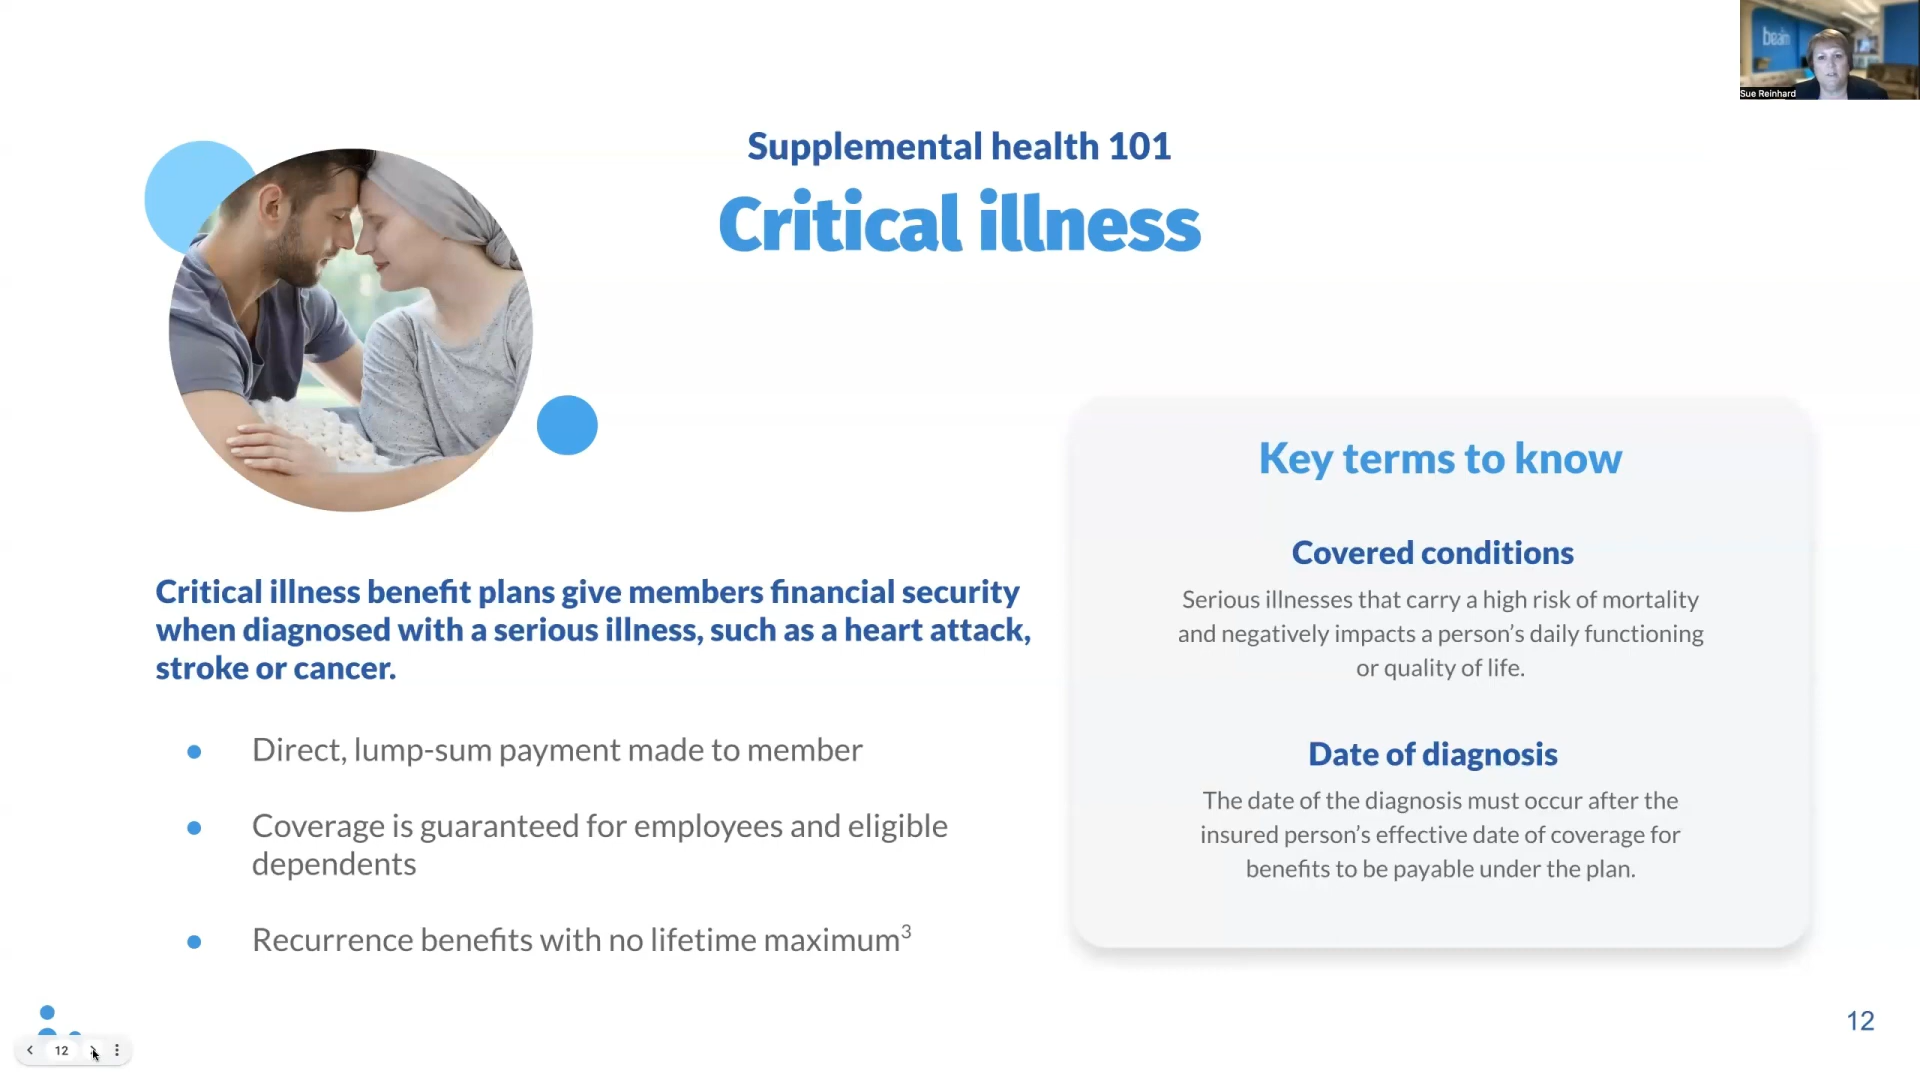 beam
Sue Reinhard
Supplemental health 101
Critical illness
Critical illness benefit plans give members financial security
when diagnosed with a serious illness, such as a heart attack,
stroke or cancer.
● Direct, lump-sum payment made to member
● Coverage is guaranteed for employees and eligible
dependents
● Recurrence benefits with no lifetime maximum³
Key terms to know
Covered conditions
Serious illnesses that carry a high risk of mortality
and negatively impacts a person's daily functioning
or quality of life.
Date of diagnosis
The date of the diagnosis must occur after the
insured person's effective date of coverage for
benefits to be payable under the plan.
12
12